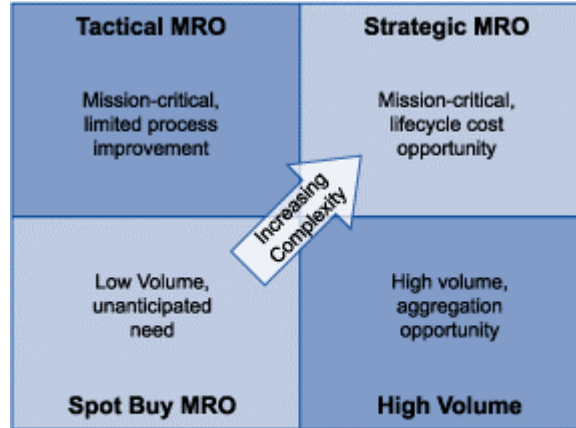 Tactical MRO
Mission-critical,
limited process
improvement
Strategic MRO
Mission-critical,
lifecycle cost
opportunity
Increasing
Complexity
Low Volume,
unanticipated
need
Spot Buy MRO
High volume,
aggregation
opportunity
High Volume